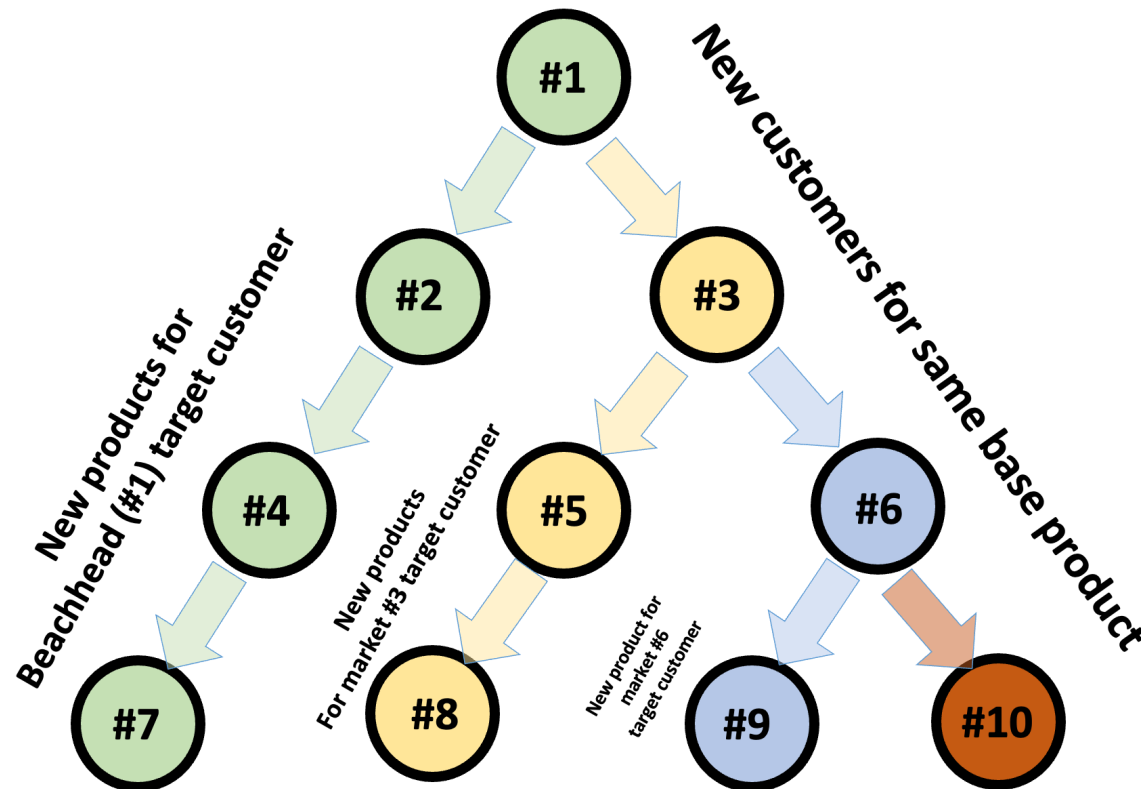 #1
New customers for same base product
#2
#3
New products for
Beachhead (#1) target customer
#4
#5
#6
New products
For market #3 target customer
New product for
market #6
target customer
#7
#8
#9
#10